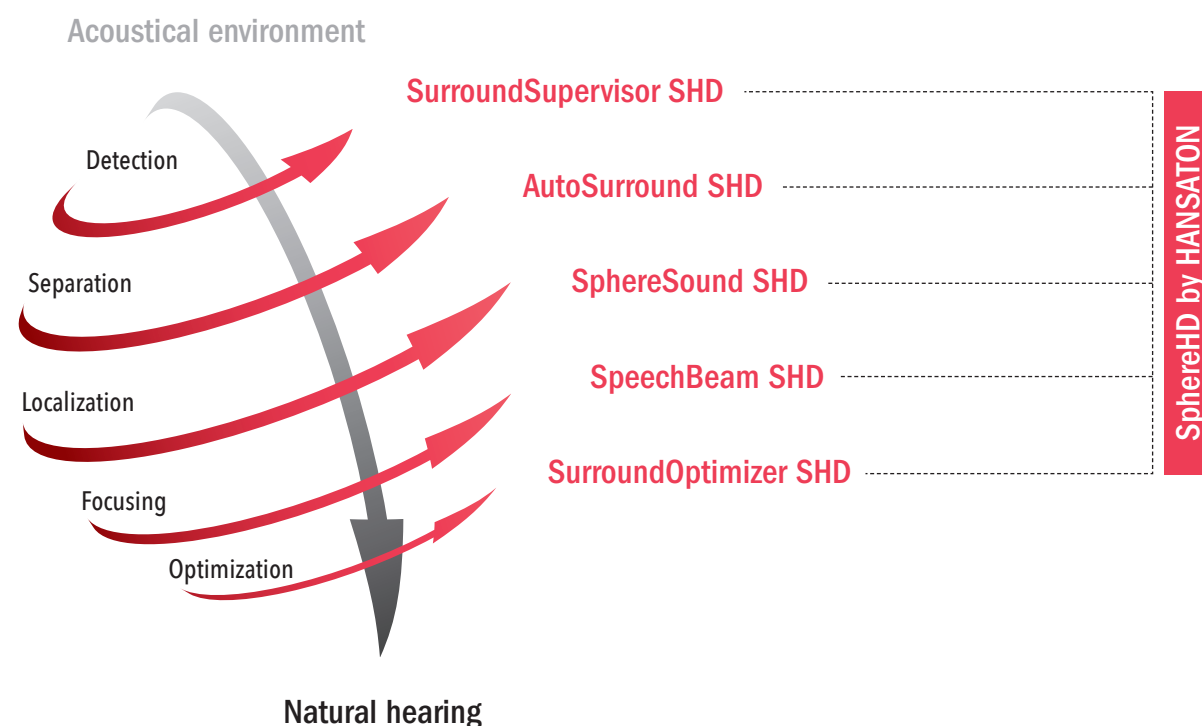 Acoustical environment
SurroundSupervisor SHD
Detection
AutoSurround SHD
Separation
SphereSound SHD
SpeechBeam SHD
Localization
SurroundOptimizer SHD
Focusing
Optimization
Natural hearing
SphereHD by HANSATON